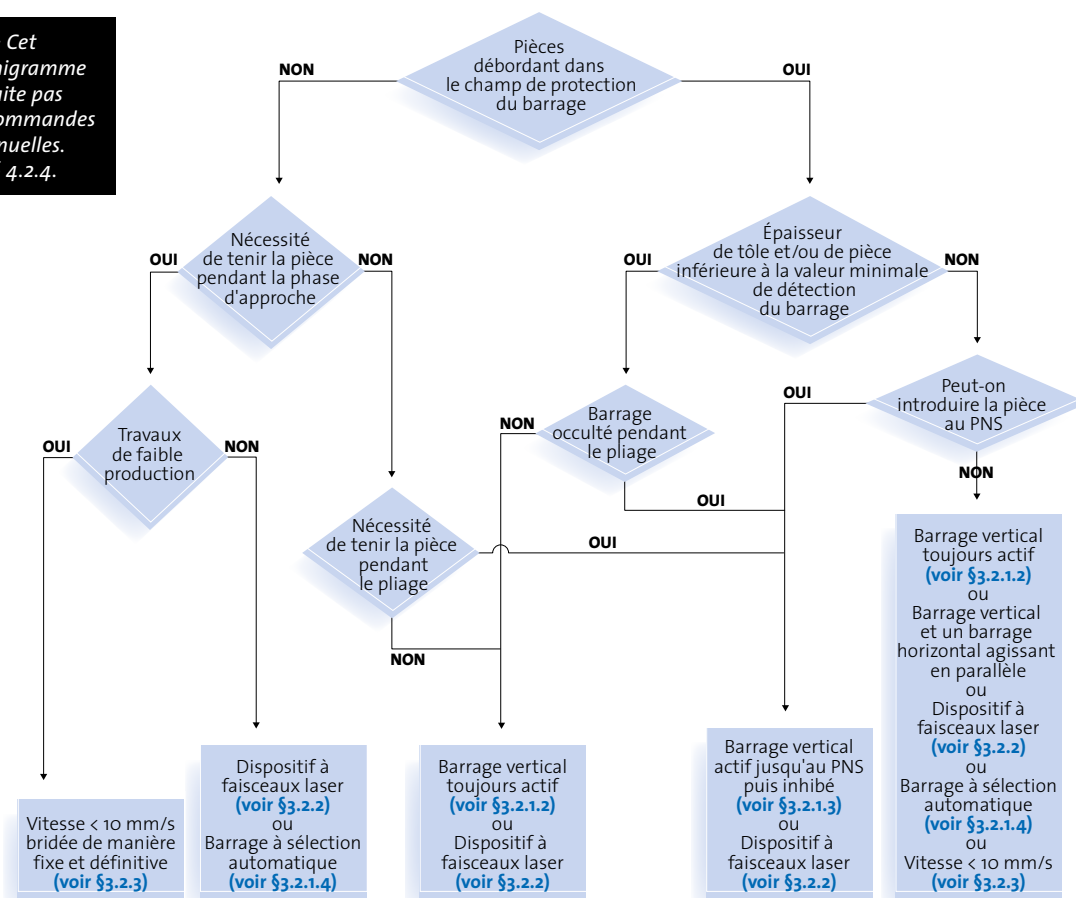 Cet
nigramme
ite pas
ommandes
nuelles.
4.2.4.
Pièces
débordant dans
le champ de protection
du barrage
NON
OUI
Nécessité
de tenir la pièce
pendant la phase
d'approche
OUI
NON
Épaisseur
de tôle et/ou de pièce
inférieure à la valeur minimale
de détection
du barrage
OUI
NON
Travaux
de faible
production
OUI
NON
Barrage
occulté pendant
le pliage
NON
OUI
Peut-on
introduire la pièce
au PNS
OUI
NON
Nécessité
de tenir la pièce
pendant
le pliage
OUI
NON
Vitesse < 10 mm/s
bridée de manière
fixe et définitive
(voir §3.2.3)
Dispositif à
faisceaux laser
(voir §3.2.2)
ou
Barrage à sélection
automatique
(voir §3.2.1.4)
Barrage vertical
toujours actif
(voir §3.2.1.2)
ou
Dispositif à
faisceaux laser
(voir §3.2.2)
Barrage vertical
actif jusqu'au PNS
puis inhibé
(voir §3.2.1.3)
ou
Dispositif à
faisceaux laser
(voir §3.2.2)
Barrage vertical
toujours actif
(voir §3.2.1.2)
ou
Barrage vertical
et un barrage
horizontal agissant
en parallèle
ou
Dispositif à
faisceaux laser
(voir §3.2.2)
ou
Barrage à sélection
automatique
(voir §3.2.1.4)
ou
Vitesse < 10 mm/s
(voir §3.2.3)